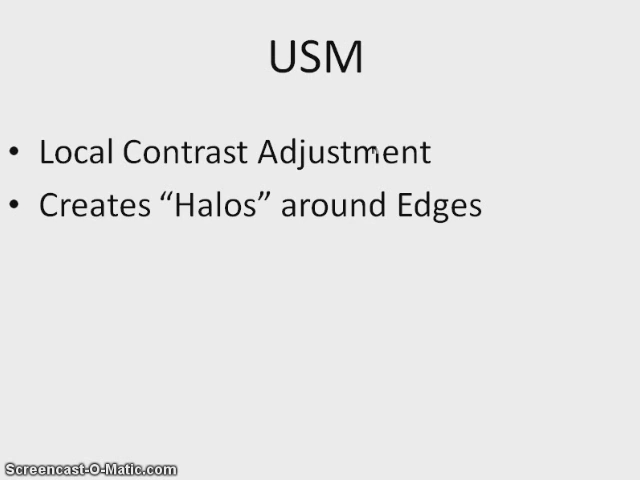 USM
• Local Contrast Adjustment
• Creates “Halos” around Edges
Screencast-O-Matic.com